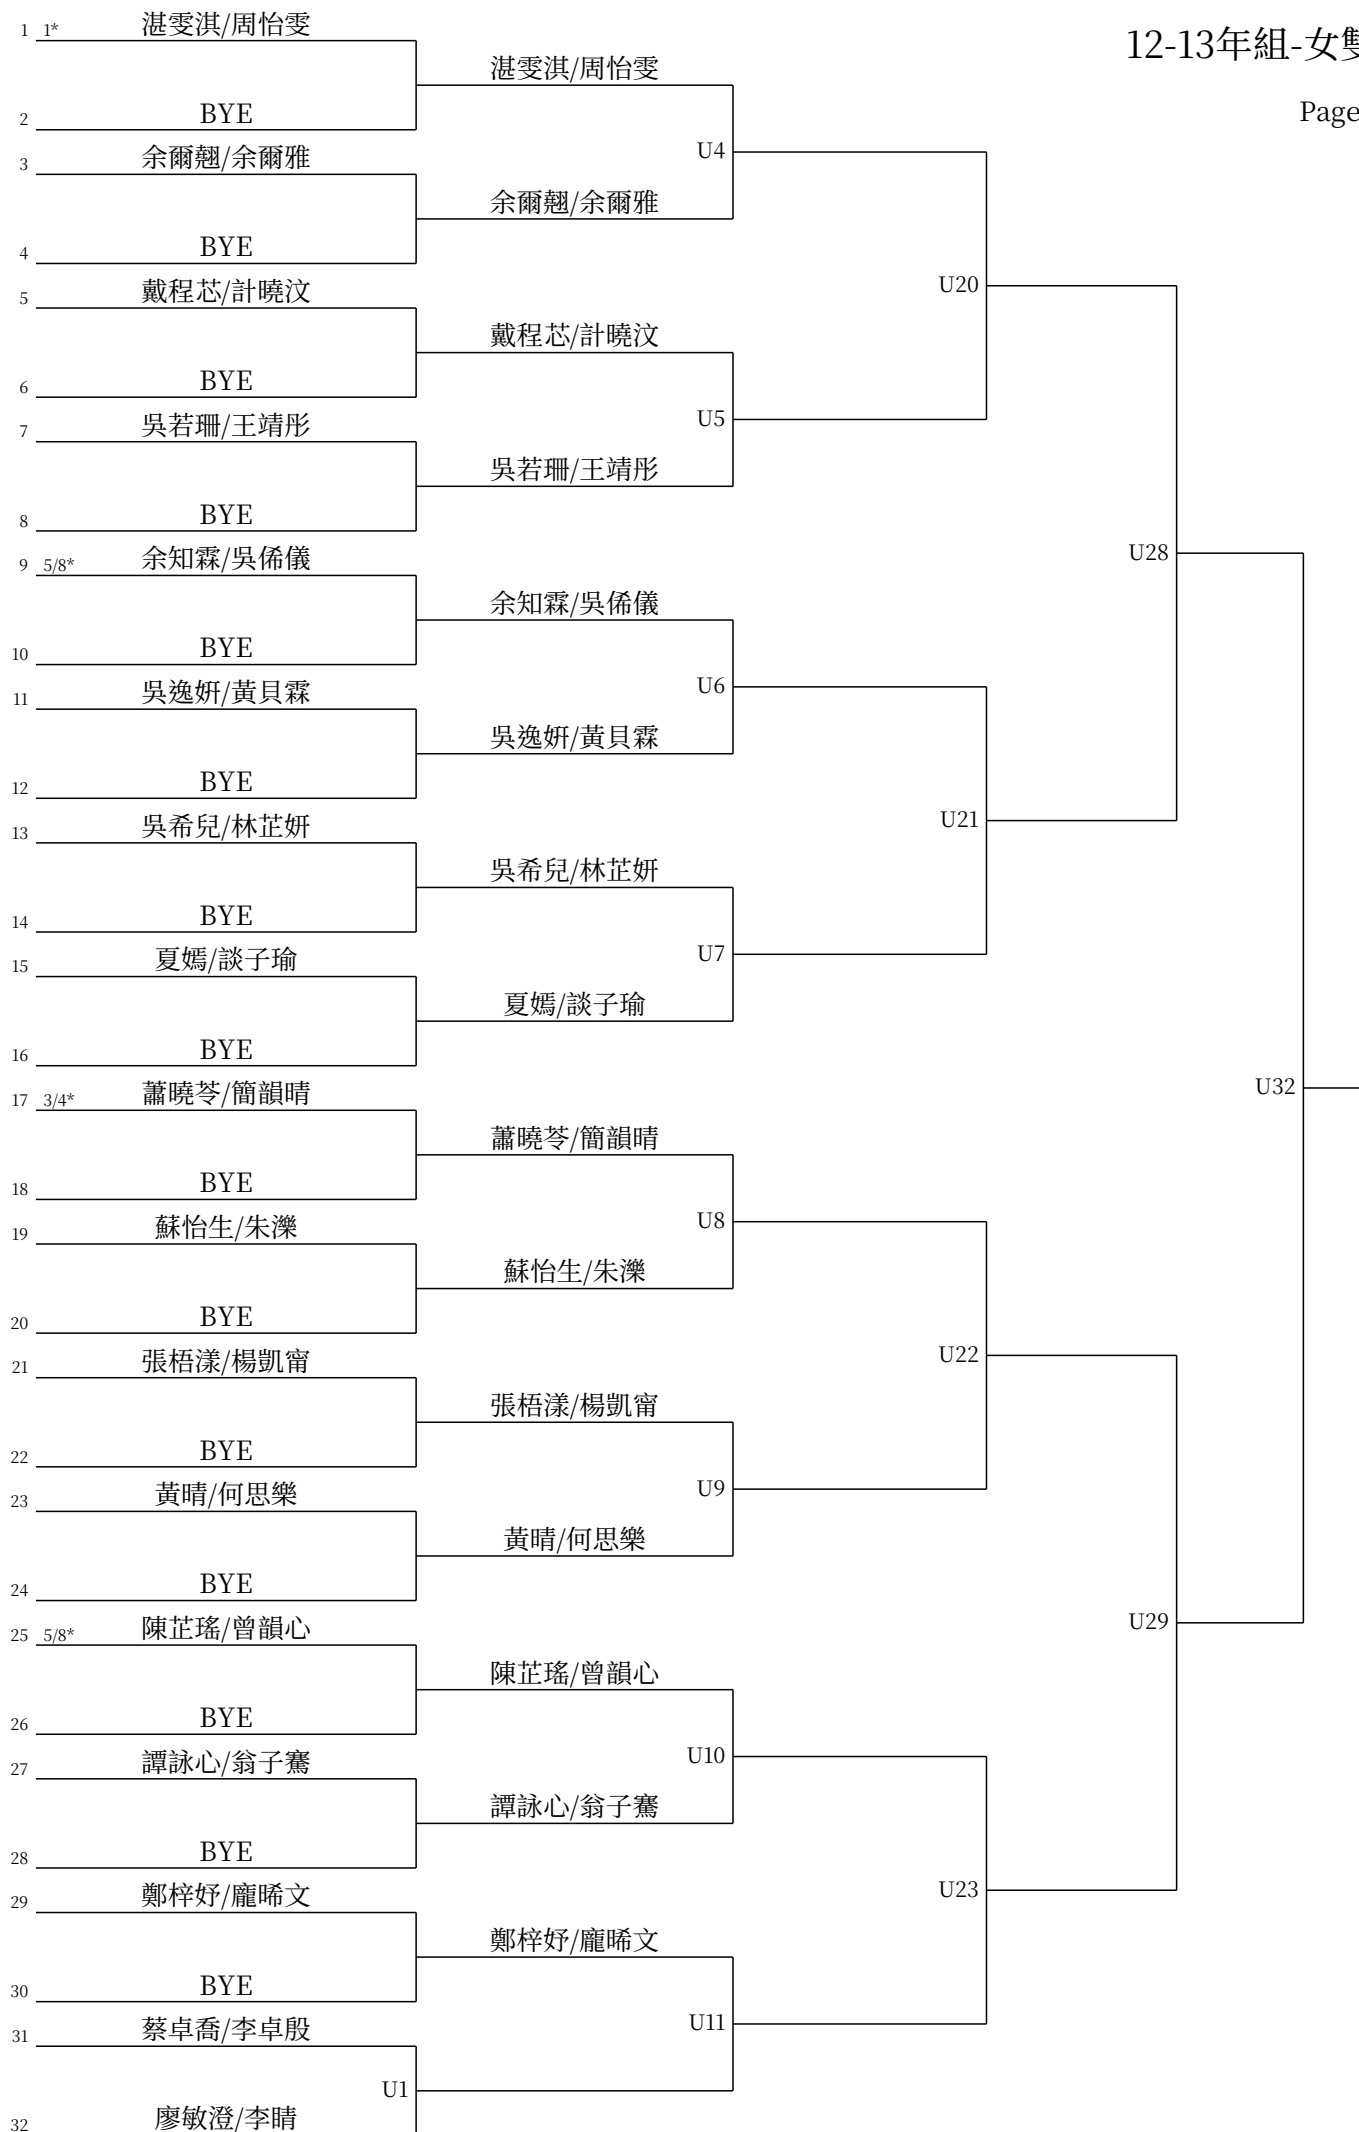 12-13年組-女雙
Page
1 1* 湛雯淇/周怡雯
湛雯淇/周怡雯
2 BYE
3 余爾翹/余爾雅
U4
余爾翹/余爾雅
4 BYE
U20
5 戴程芯/計曉汶
戴程芯/計曉汶
6 BYE
7 吳若珊/王靖彤
U5
吳若珊/王靖彤
8 BYE
U28
9 5/8* 余知霖/吳俙儀
余知霖/吳俙儀
10 BYE
11 吳逸妍/黃貝霖
U6
吳逸妍/黃貝霖
12 BYE
U21
13 吳希兒/林芷妍
吳希兒/林芷妍
14 BYE
15 夏嫣/談子瑜
U7
夏嫣/談子瑜
16 BYE
U32
17 3/4* 蕭曉苓/簡韻晴
蕭曉苓/簡韻晴
18 BYE
19 蘇怡生/朱濼
U8
蘇怡生/朱濼
20 BYE
U22
21 張梧漾/楊凱甯
張梧漾/楊凱甯
22 BYE
23 黃晴/何思樂
U9
黃晴/何思樂
24 BYE
U29
25 5/8* 陳芷瑤/曾韻心
陳芷瑤/曾韻心
26 BYE
27 譚詠心/翁子騫
U10
譚詠心/翁子騫
28 BYE
U23
29 鄭梓妤/龐晞文
鄭梓妤/龐晞文
30 BYE
31 蔡卓喬/李卓殷
U11
U1
32 廖敏澄/李晴